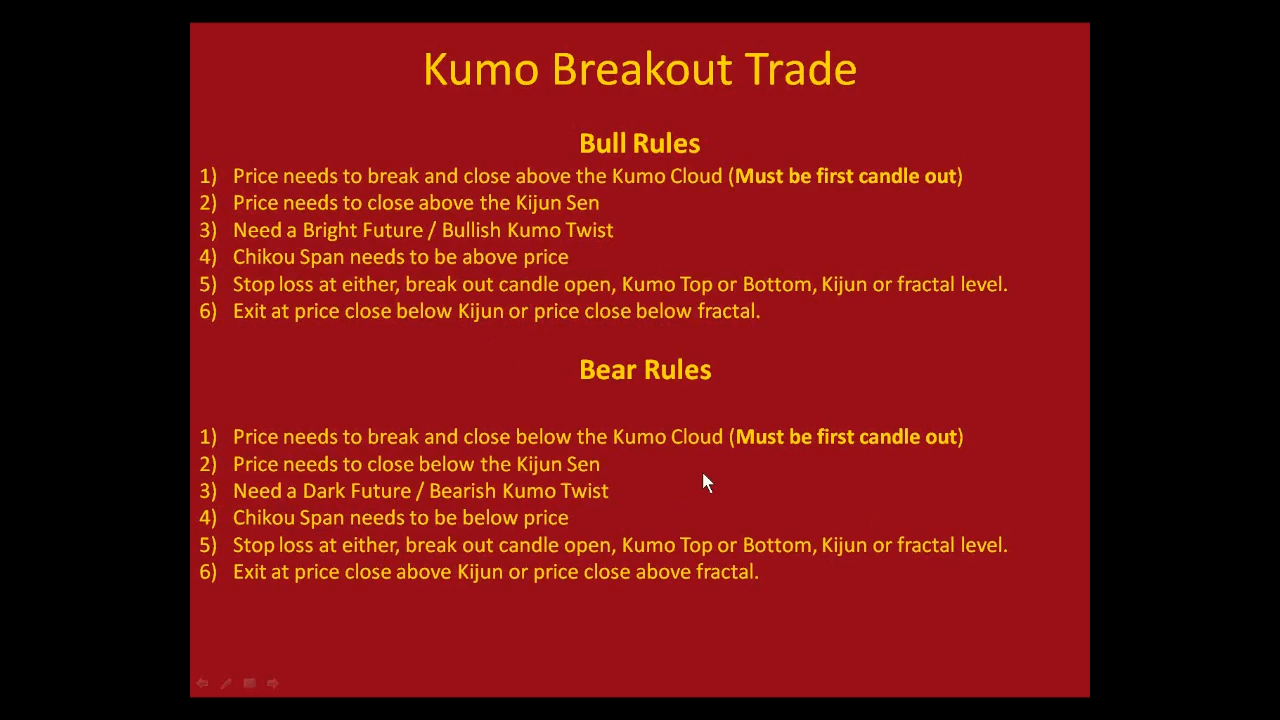 Kumo Breakout Trade
Bull Rules
1) Price needs to break and close above the Kumo Cloud (Must be first candle out)
2) Price needs to close above the Kijun Sen
3) Need a Bright Future / Bullish Kumo Twist
4) Chikou Span needs to be above price
5) Stop loss at either, break out candle open, Kumo Top or Bottom, Kijun or fractal level.
6) Exit at price close below Kijun or price close below fractal.
Bear Rules
1) Price needs to break and close below the Kumo Cloud (Must be first candle out)
2) Price needs to close below the Kijun Sen
3) Need a Dark Future / Bearish Kumo Twist
4) Chikou Span needs to be below price
5) Stop loss at either, break out candle open, Kumo Top or Bottom, Kijun or fractal level.
6) Exit at price close above Kijun or price close above fractal.